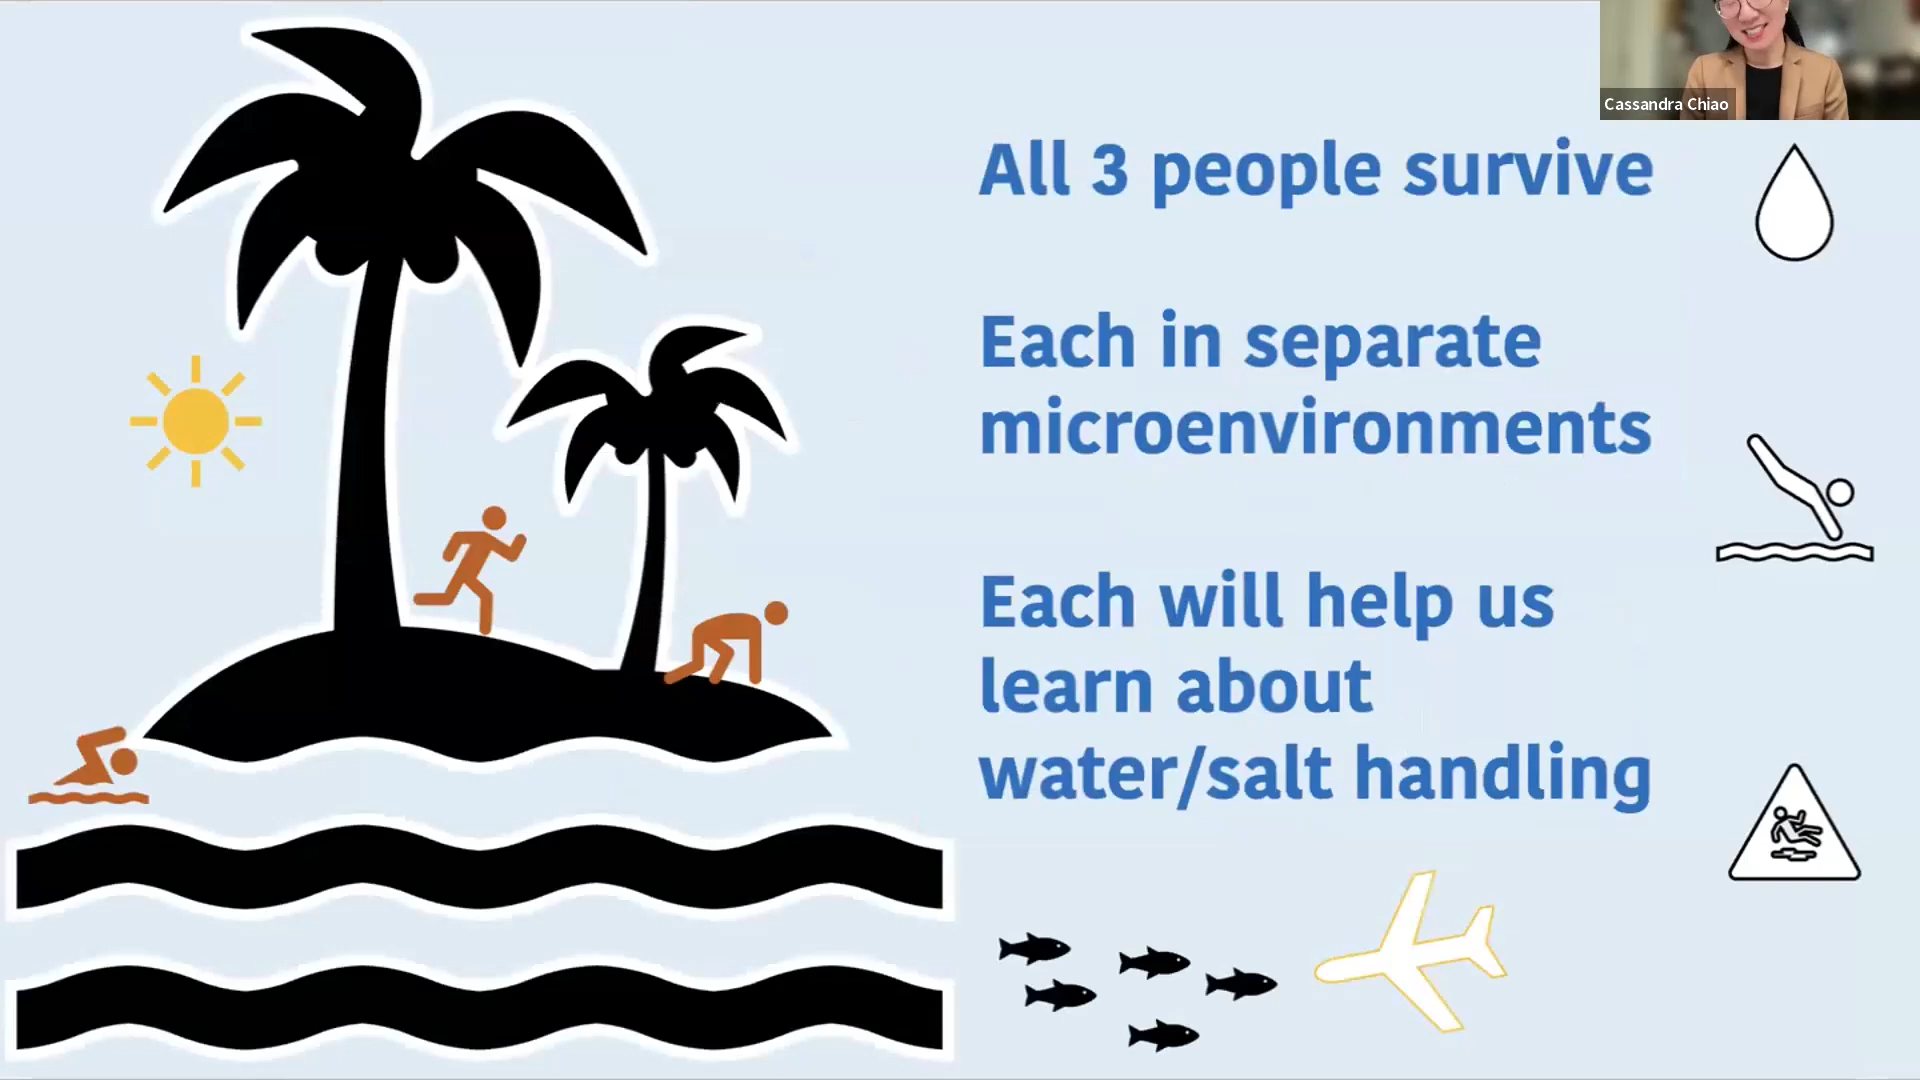 Cassandra Chiao
All 3 people survive
Each in separate
microenvironments
Each will help us
learn about
water/salt handling